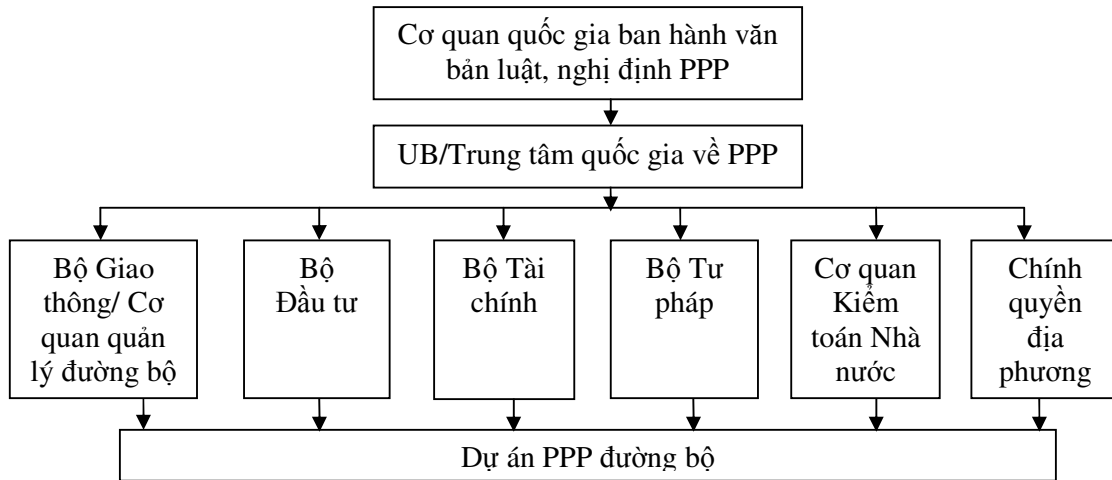 Cơ quan quốc gia ban hành văn
bản luật, nghị định PPP
UB/Trung tâm quốc gia về PPP
Bộ Giao
thông/ Cơ
quan quản
lý đường bộ
Bộ
Đầu tư
Bộ Tài
chính
Bộ Tư
pháp
Cơ quan
Kiểm
toán Nhà
nước
Chính
quyền
địa
phương
Dự án PPP đường bộ